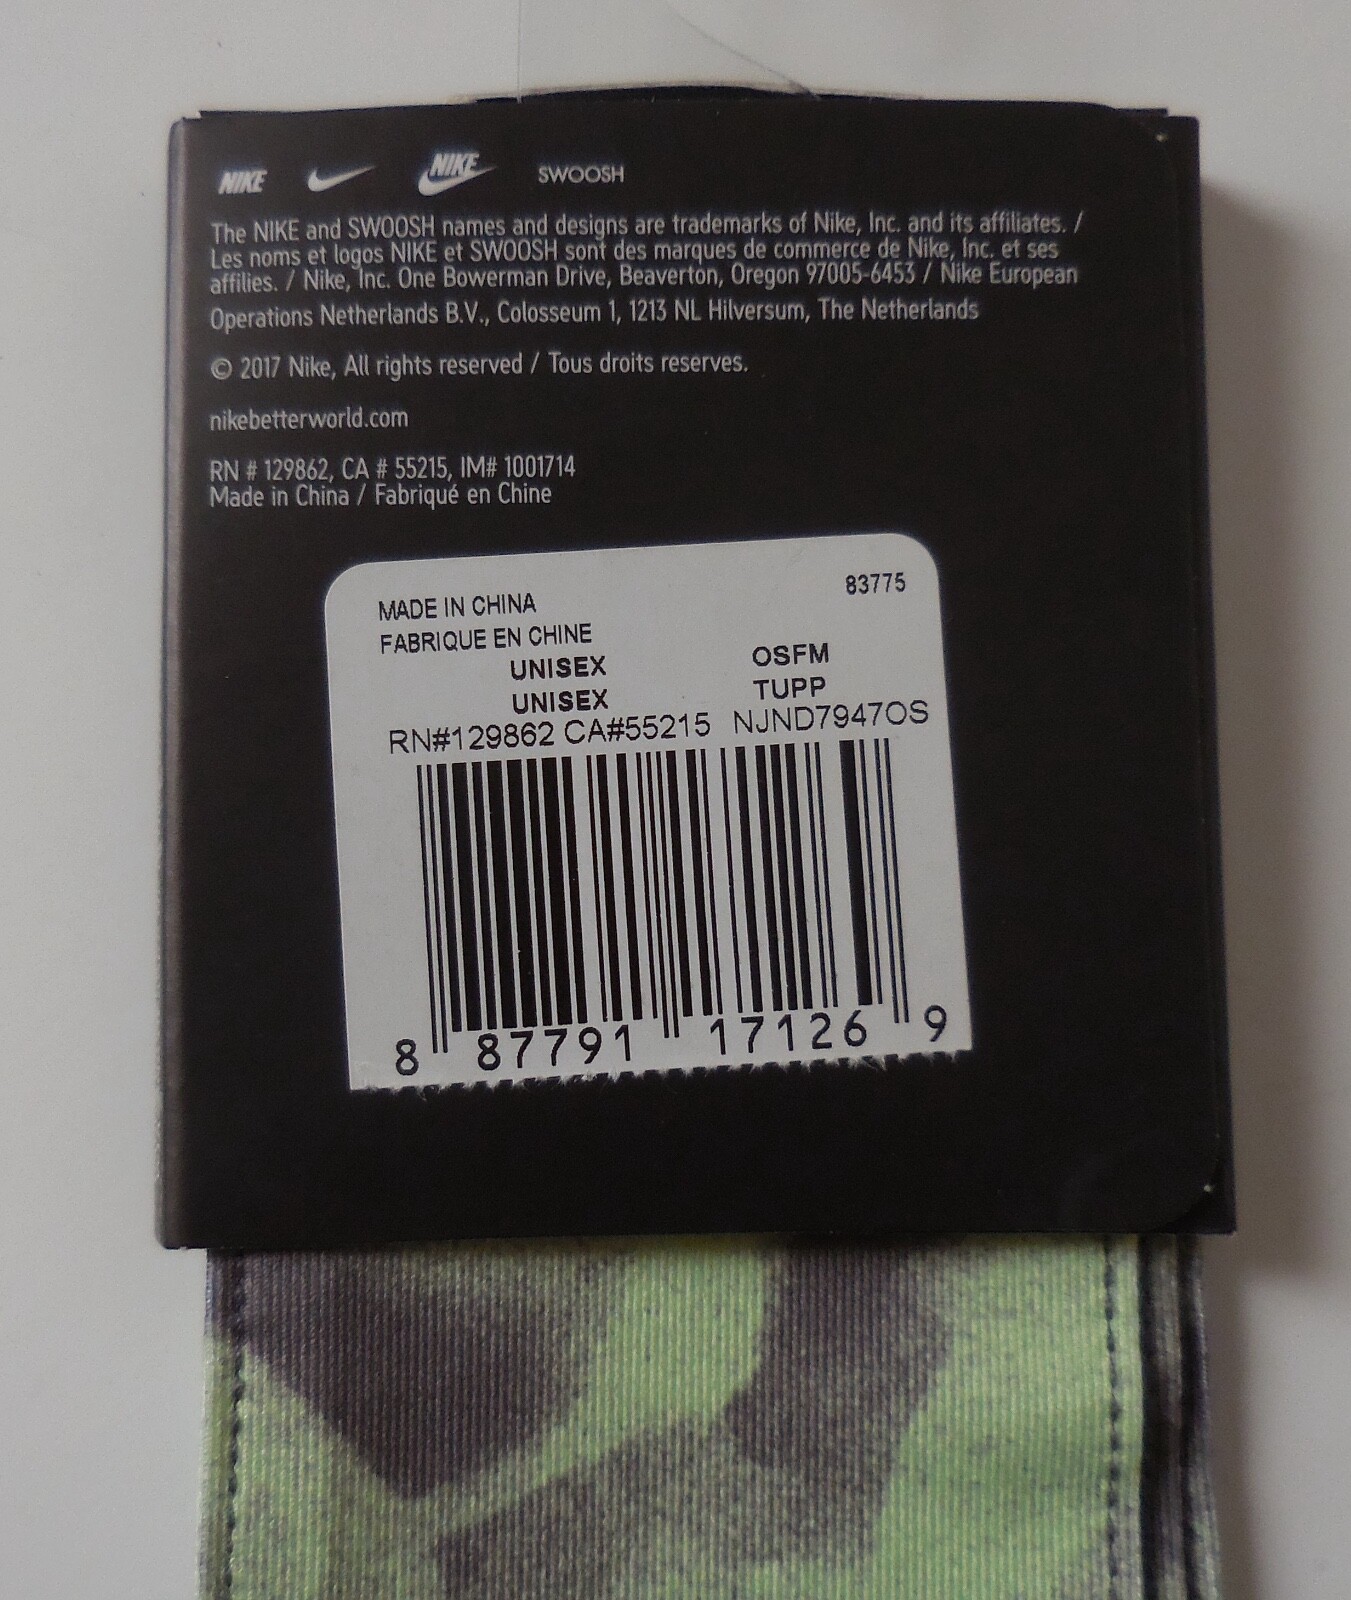 NIKE NIKE SWOOSH
The NIKE and SWOOSH names and designs are trademarks of Nike, Inc. and its affiliates. /
Les noms et logos NIKE et SWOOSH sont des marques de commerce de Nike, Inc. et ses
affilies. / Nike, Inc. One Bowerman Drive, Beaverton, Oregon 97005-6453 / Nike European
Operations Netherlands B.V., Colosseum 1, 1213 NL Hilversum, The Netherlands
© 2017 Nike, All rights reserved / Tous droits reserves.
nikebetterworld.com
RN # 129862, CA # 55215, IM# 1001714
Made in China / Fabriqué en Chine
83775
MADE IN CHINA
FABRIQUE EN CHINE
UNISEX OSFM
UNISEX TUPP
RN#129862 CA#55215 NJND7947OS
8 87791 17126 9